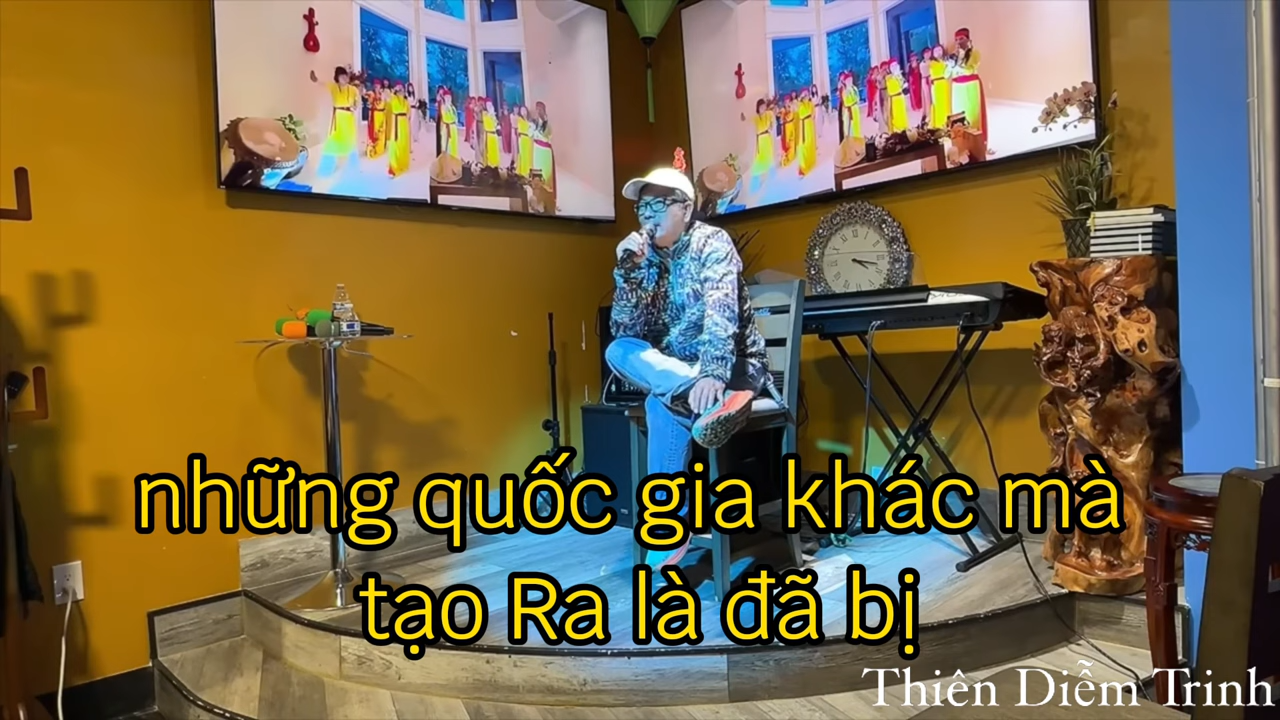 những quốc gia khác mà
tạo Ra là đã bị
Thiên Diễm Trinh